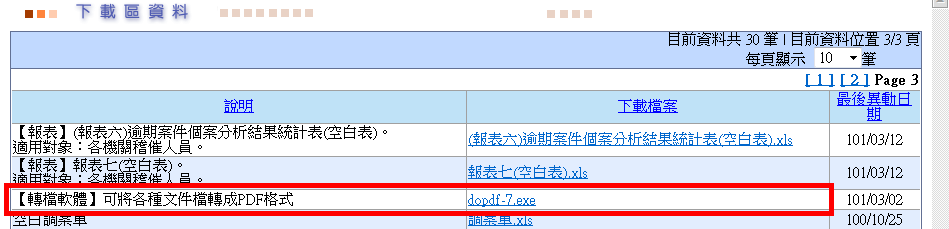 下載區資料
目前資料共 30 筆 | 目前資料位置 3/3 頁
每頁顯示 10 筆
[ 1 ] [ 2 ] Page 3
說明 下載檔案 最後異動日期
【報表】(報表六)逾期案件個案分析結果統計表(空白表)。
適用對象：各機關稽催人員。
(報表六)逾期案件個案分析結果統計表(空白表).xls 101/03/12
【報表】報表七(空白表)。
適用對象：各機關稽催人員。
報表七(空白表).xls 101/03/12
【轉檔軟體】可將各種文件檔轉成PDF格式 dopdf-7.exe 101/03/02
空白調案單 調案單.xls 100/10/25